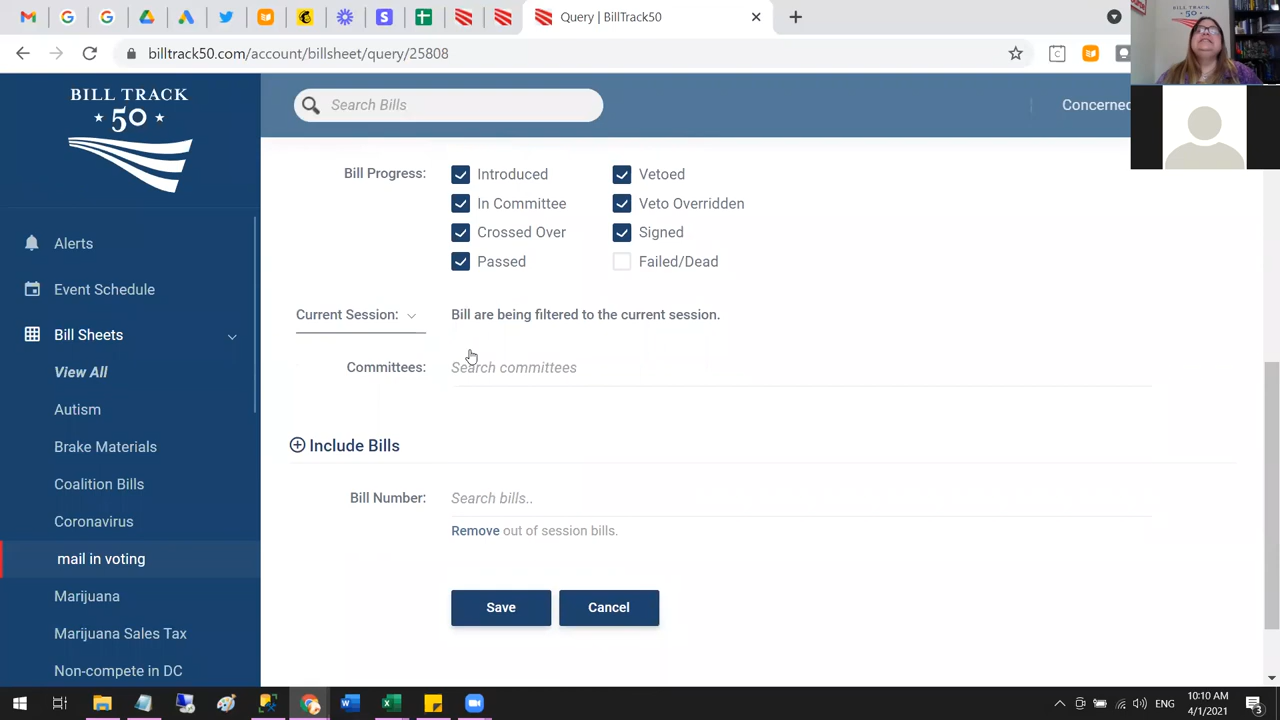 Query | BillTrack50
billtrack50.com/account/billsheet/query/25808
BILL TRACK
50
Search Bills
Concerned
Alerts
Event Schedule
Bill Sheets
View All
Autism
Brake Materials
Coalition Bills
Coronavirus
mail in voting
Marijuana
Marijuana Sales Tax
Non-compete in DC
Bill Progress:
Introduced
Vetoed
In Committee
Veto Overridden
Crossed Over
Signed
Passed
Failed/Dead
Current Session:
Bill are being filtered to the current session.
Committees:
Search committees
Include Bills
Bill Number:
Search bills..
Remove out of session bills.
Save
Cancel
ENG
10:10 AM
4/1/2021